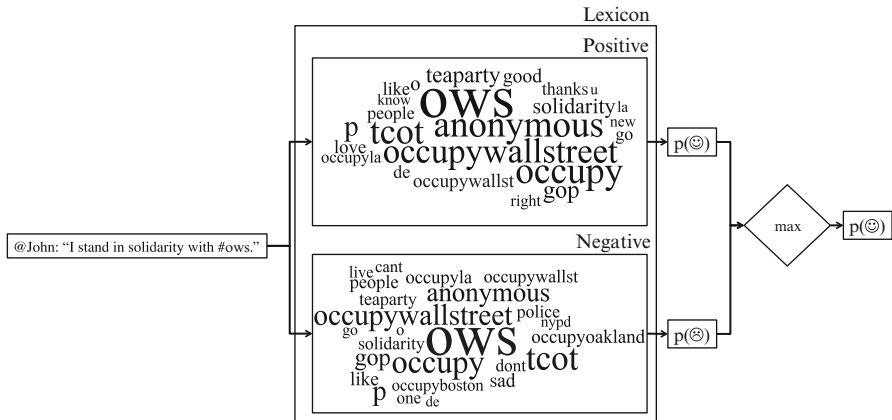 Lexicon
Positive
teaparty good
like o
thanks u
know
ows
solidarity la
people
new
p tcot anonymous go
love
occupywallstreet
occupyla
de
occupywallst occupy
right gop
p(☺)
@John: “I stand in solidarity with #ows.”
max
p(☺)
Negative
live cant
people occupyla occupywallst
teaparty anonymous
occupywallstreet police
nypd
go o
ows
occupyoakland
solidarity
gop occupy dont tcot
like
occupyboston sad
p one de
p(☹)